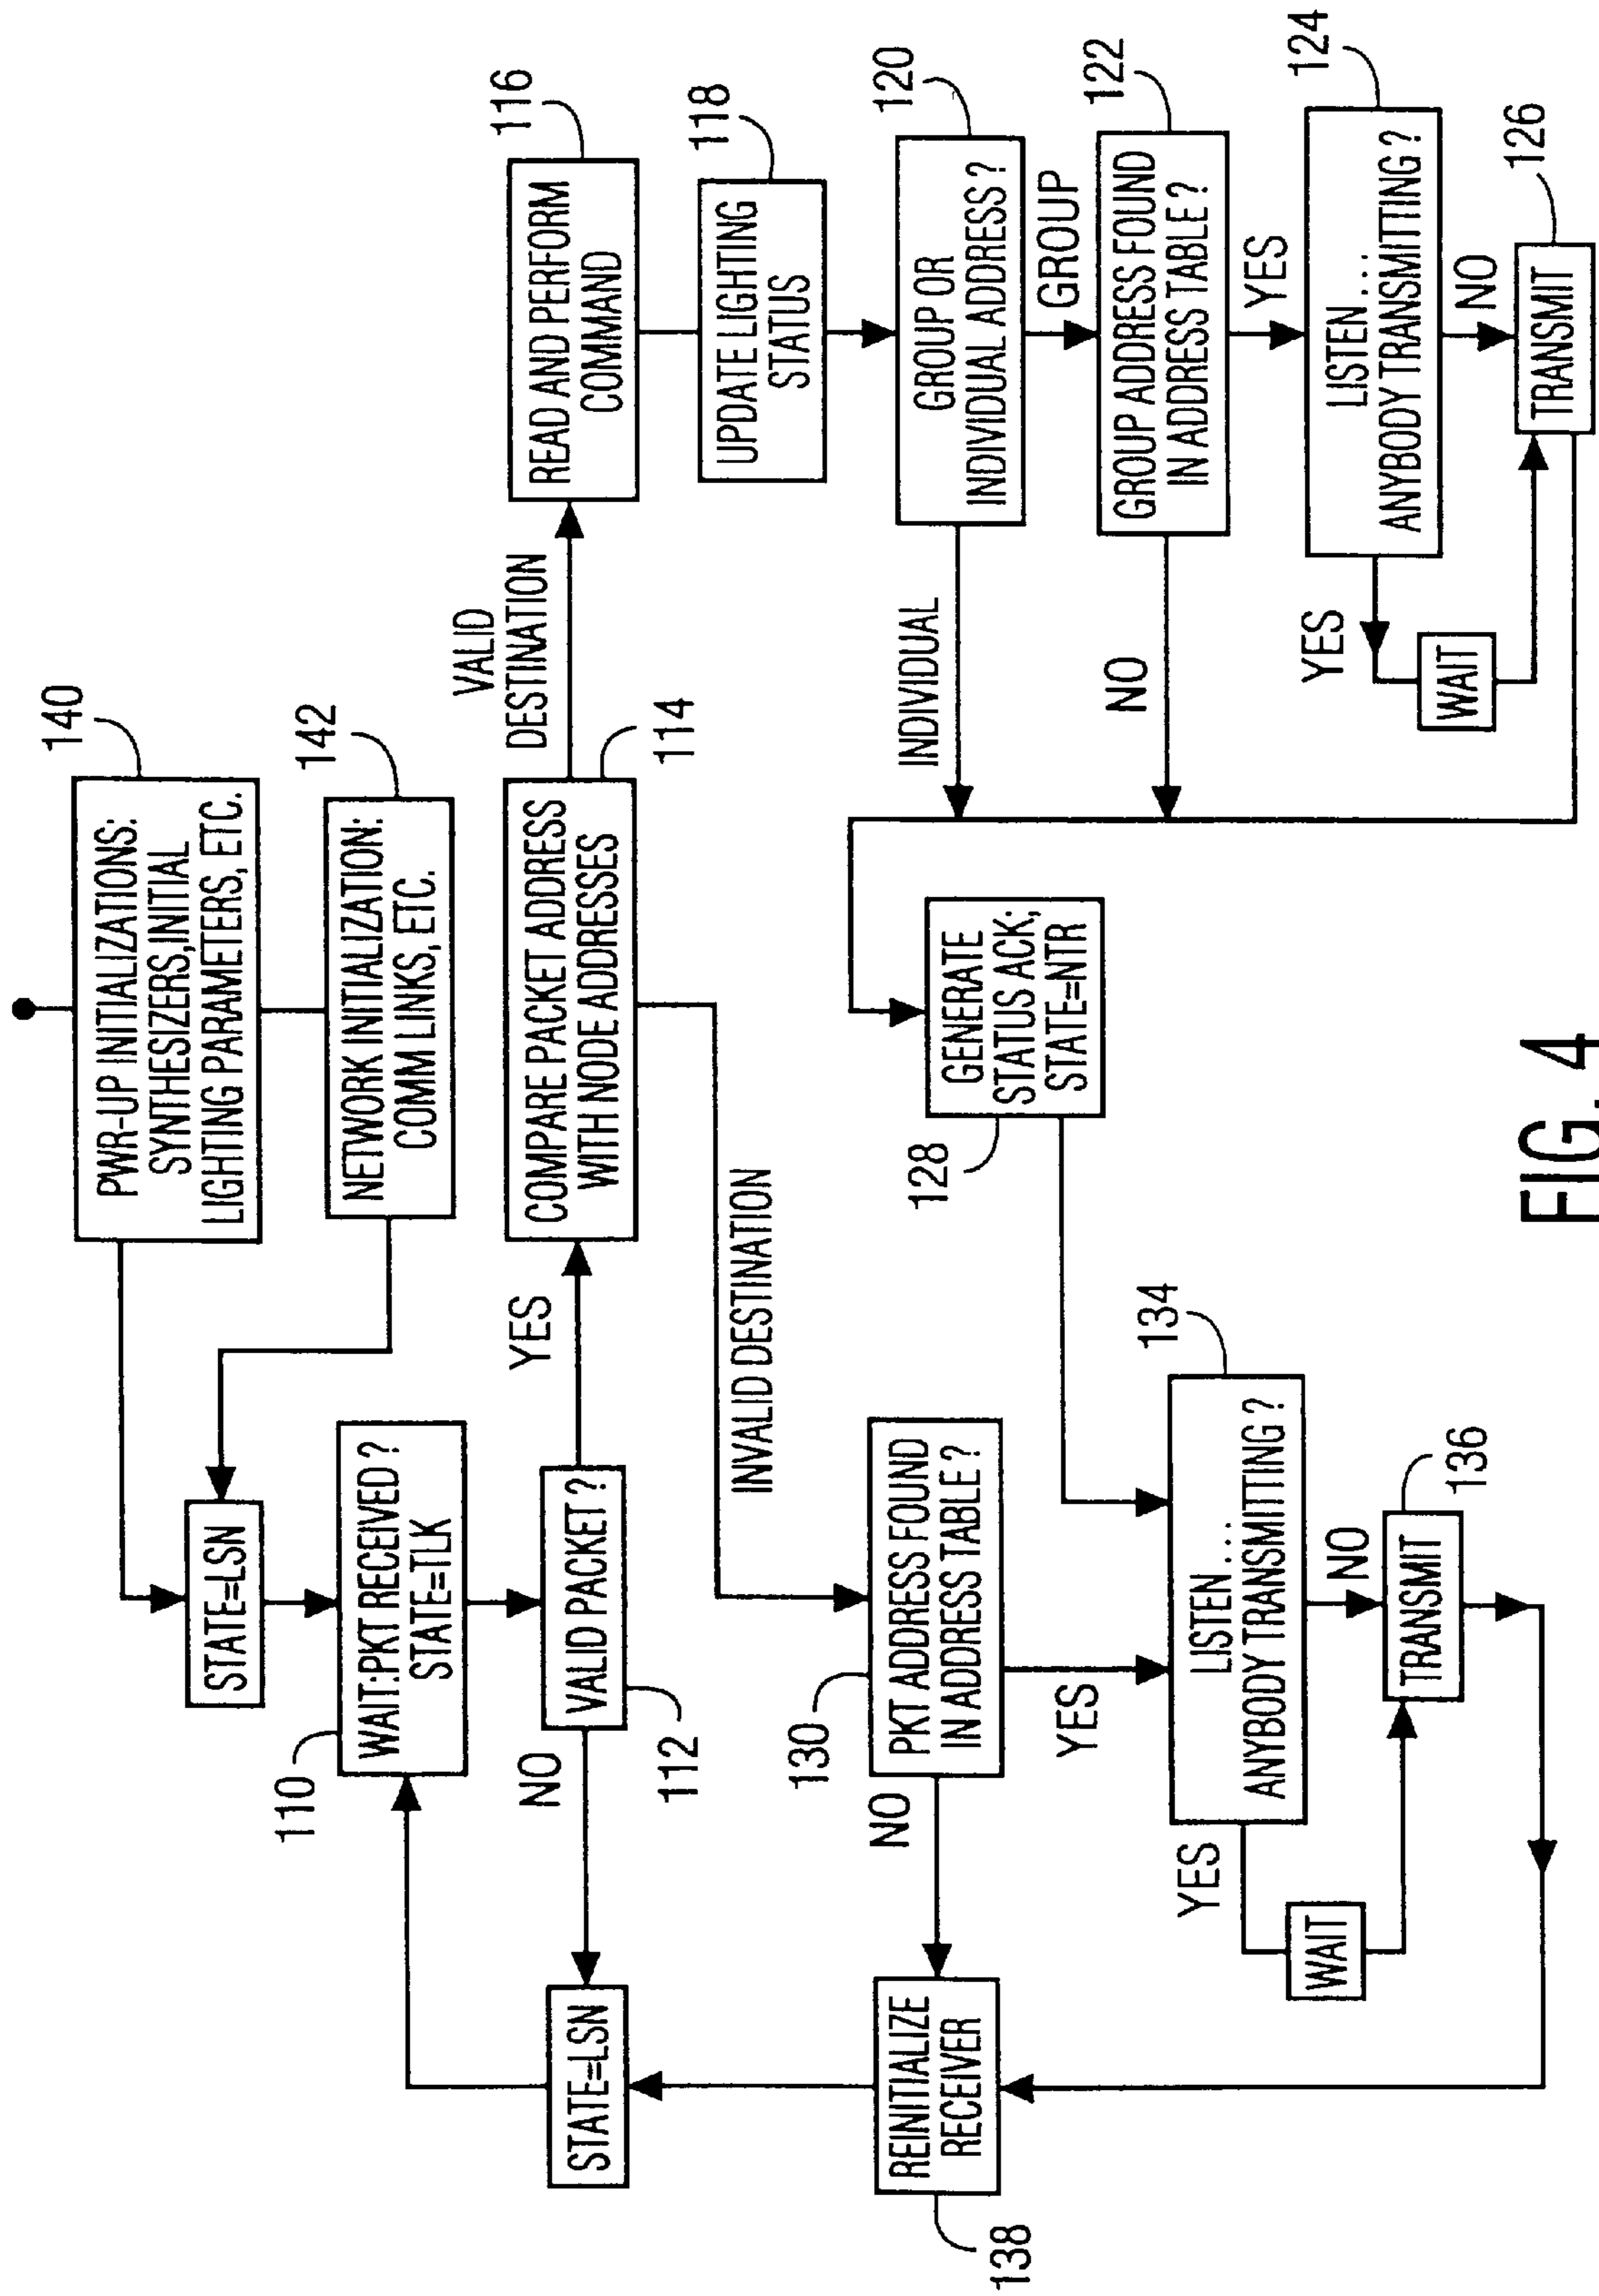 140
PWR-UP INITIALIZATIONS:
SYNTHESIZERS,INITIAL
LIGHTING PARAMETERS, ETC.
142
NETWORK INITIALIZATION:
COMM LINKS, ETC.
STATE=LSN
110
WAIT:PKT RECEIVED ?
STATE=TLK
VALID PACKET ?
112
NO
YES
STATE=LSN
COMPARE PACKET ADDRESS
WITH NODE ADDRESSES
114
VALID
DESTINATION
INVALID DESTINATION
READ AND PERFORM
COMMAND
116
UPDATE LIGHTING
STATUS
118
GROUP OR
INDIVIDUAL ADDRESS ?
120
INDIVIDUAL
GROUP
GROUP ADDRESS FOUND
IN ADDRESS TABLE ?
122
NO
YES
LISTEN . . .
ANYBODY TRANSMITTING ?
124
YES
NO
WAIT
TRANSMIT
126
GENERATE
STATUS ACK;
STATE=NTR
128
130
PKT ADDRESS FOUND
IN ADDRESS TABLE ?
NO
YES
REINITIALIZE
RECEIVER
138
134
LISTEN . . .
ANYBODY TRANSMITTING ?
YES
NO
WAIT
TRANSMIT
136
FIG. 4